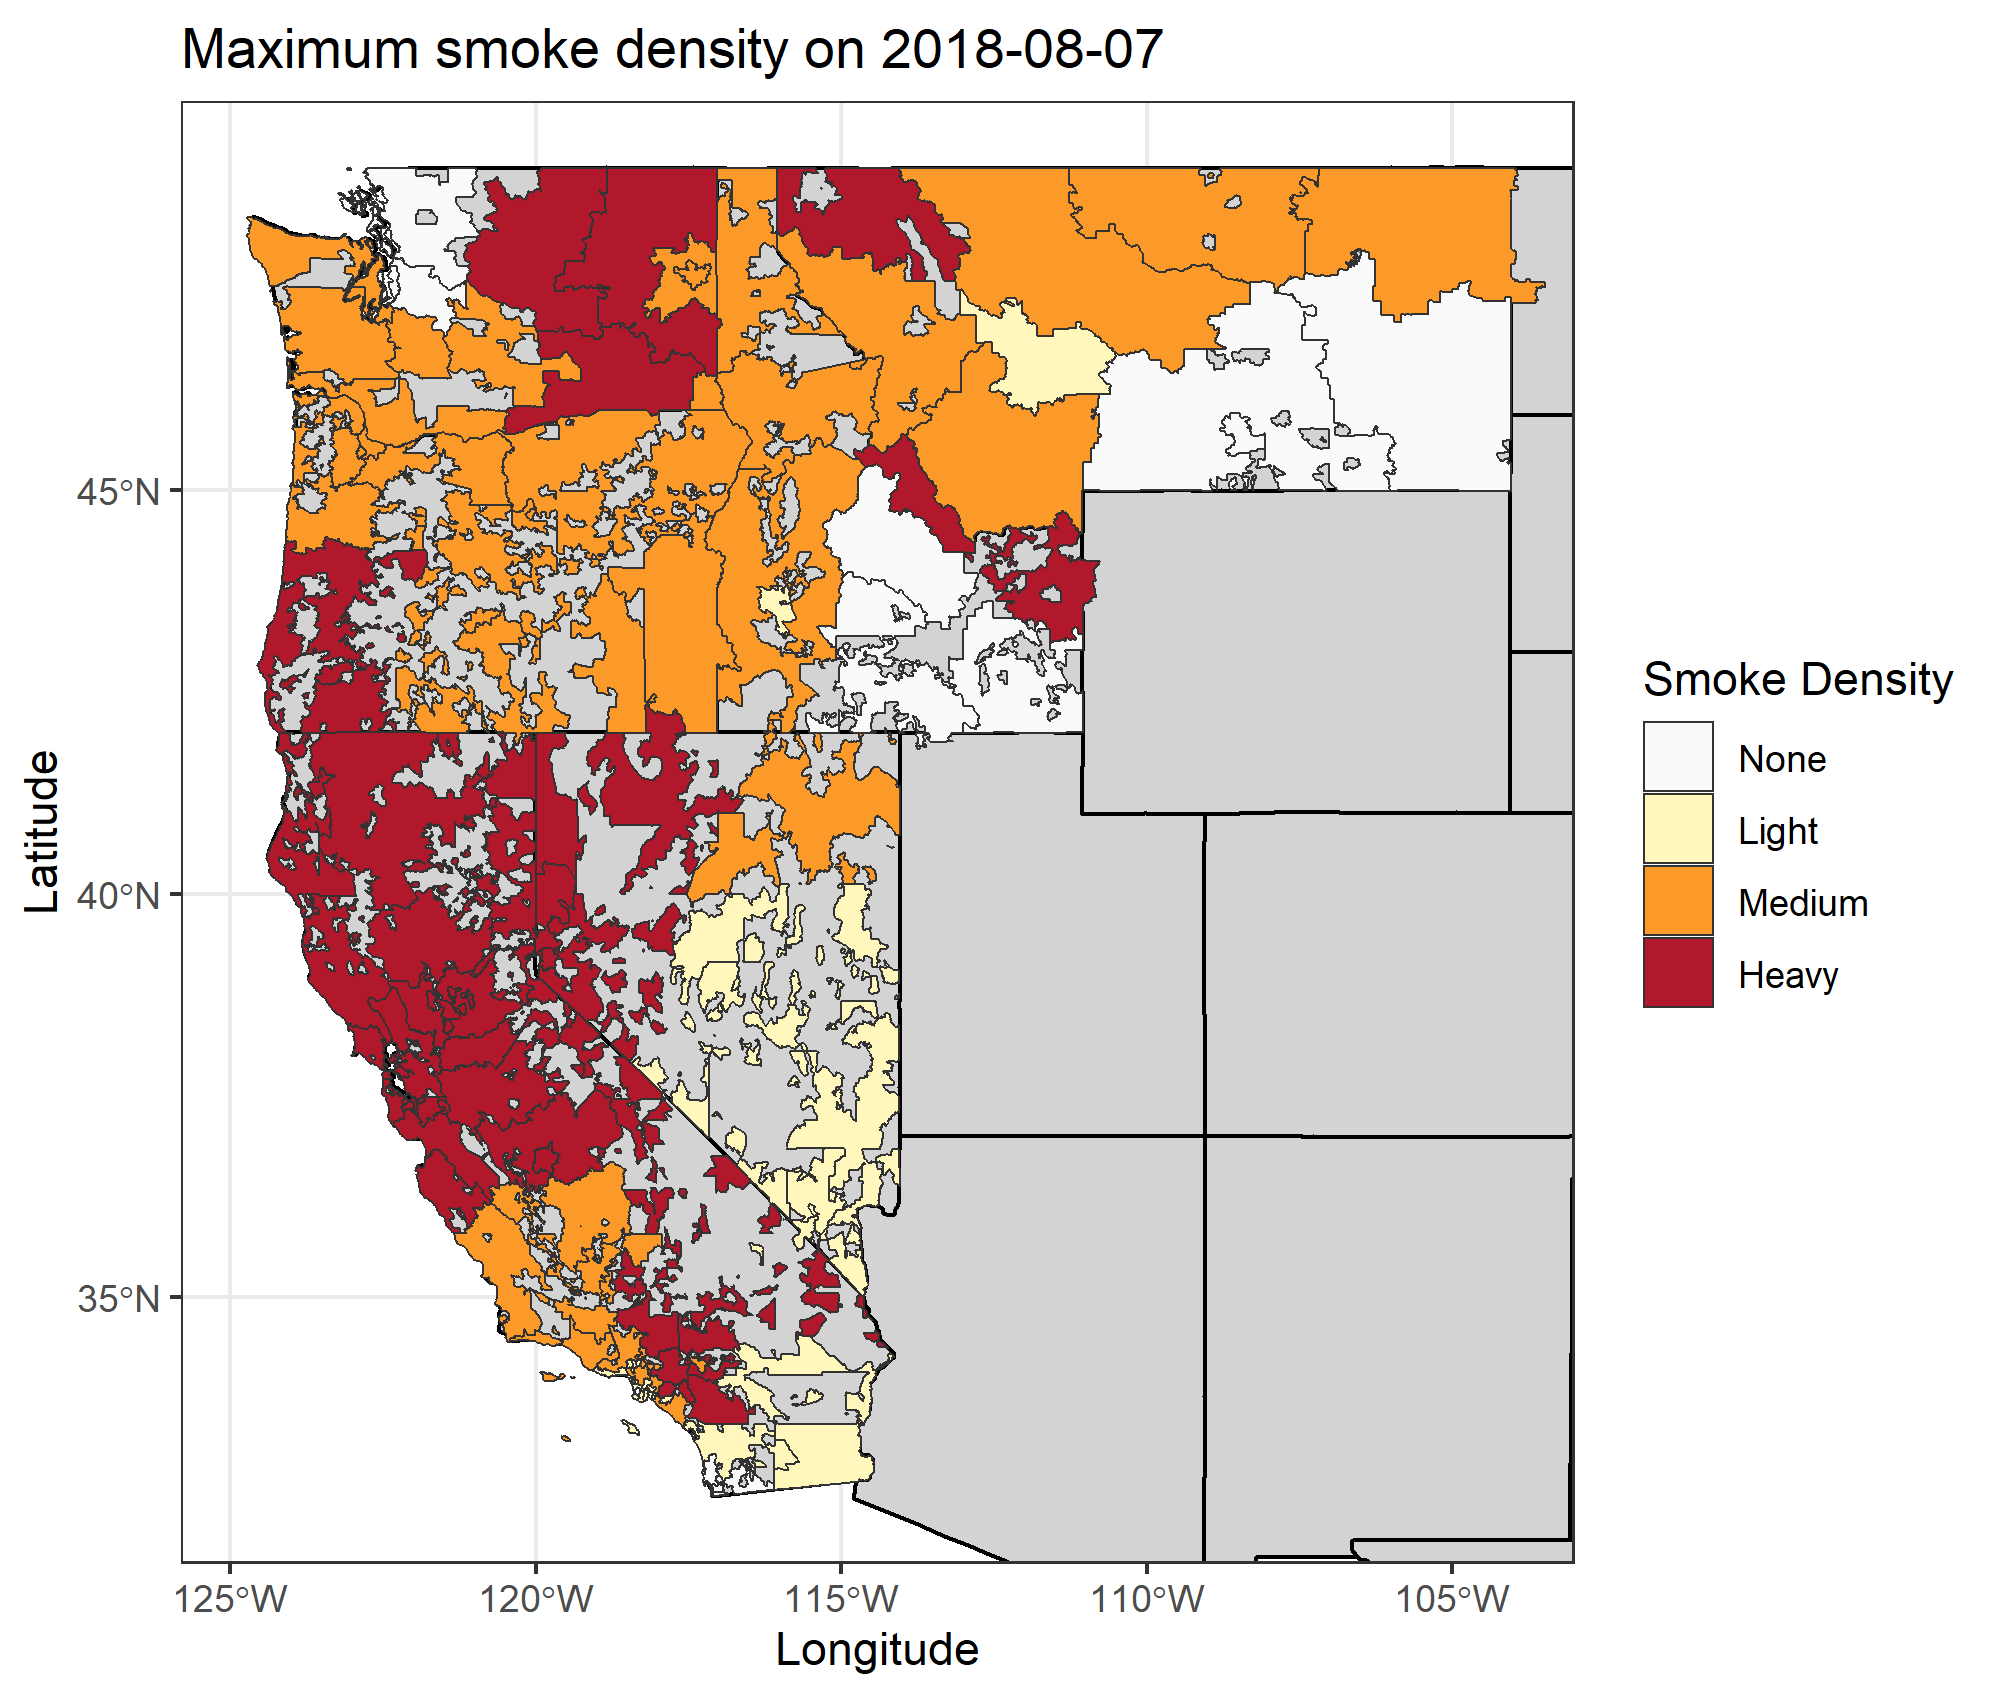 Maximum smoke density on 2018-08-07
45°N
40°N
35°N
Latitude
125°W
120°W
115°W
110°W
105°W
Longitude
Smoke Density
None
Light
Medium
Heavy